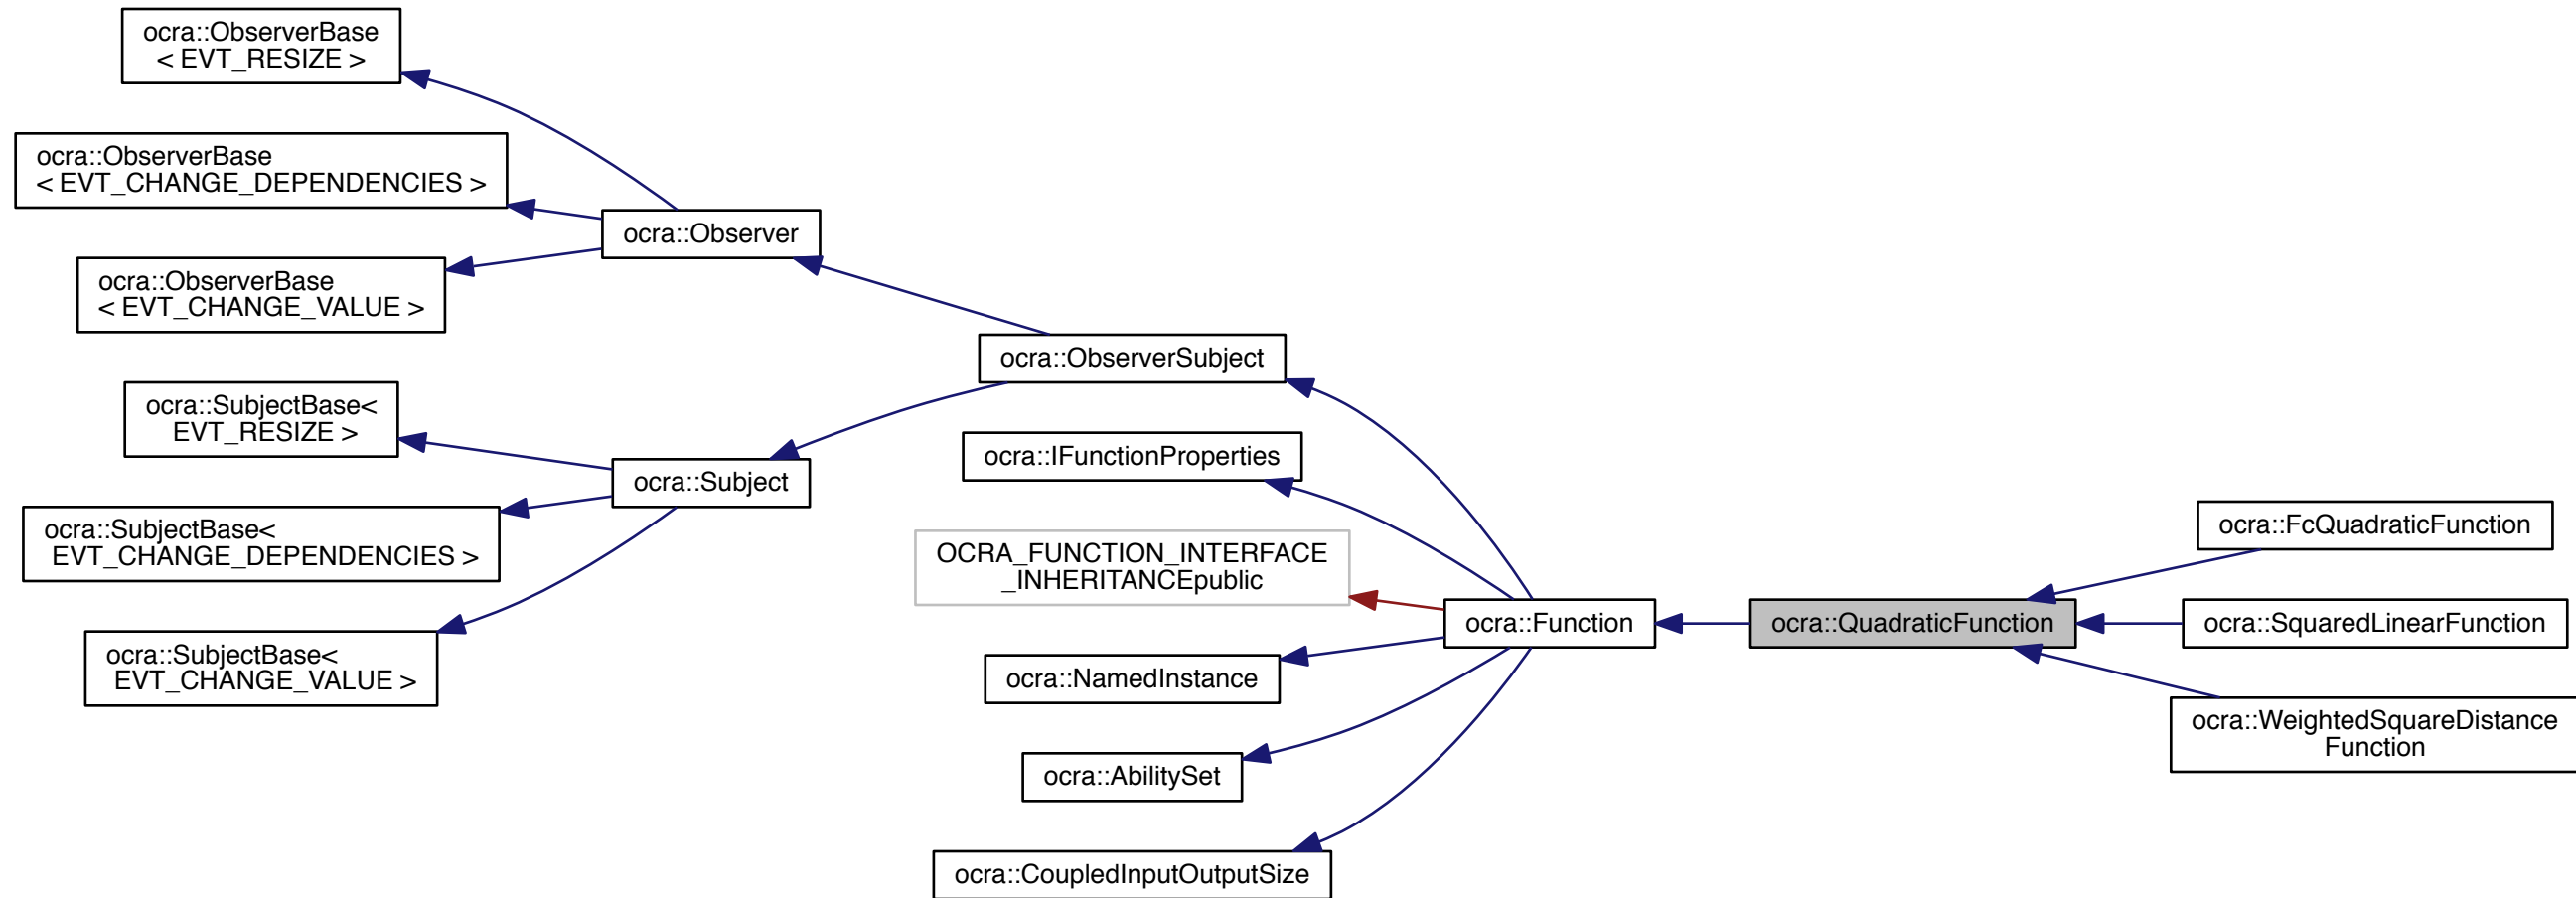 ocra::ObserverBase
< EVT_RESIZE >
ocra::ObserverBase
< EVT_CHANGE_DEPENDENCIES >
ocra::Observer
ocra::ObserverBase
< EVT_CHANGE_VALUE >
ocra::ObserverSubject
ocra::SubjectBase<
EVT_RESIZE >
ocra::IFunctionProperties
ocra::Subject
ocra::SubjectBase<
EVT_CHANGE_DEPENDENCIES >
OCRA_FUNCTION_INTERFACE
_INHERITANCEpublic
ocra::FcQuadraticFunction
ocra::Function
ocra::QuadraticFunction
ocra::SquaredLinearFunction
ocra::SubjectBase<
EVT_CHANGE_VALUE >
ocra::NamedInstance
ocra::WeightedSquareDistance
Function
ocra::AbilitySet
ocra::CoupledInputOutputSize